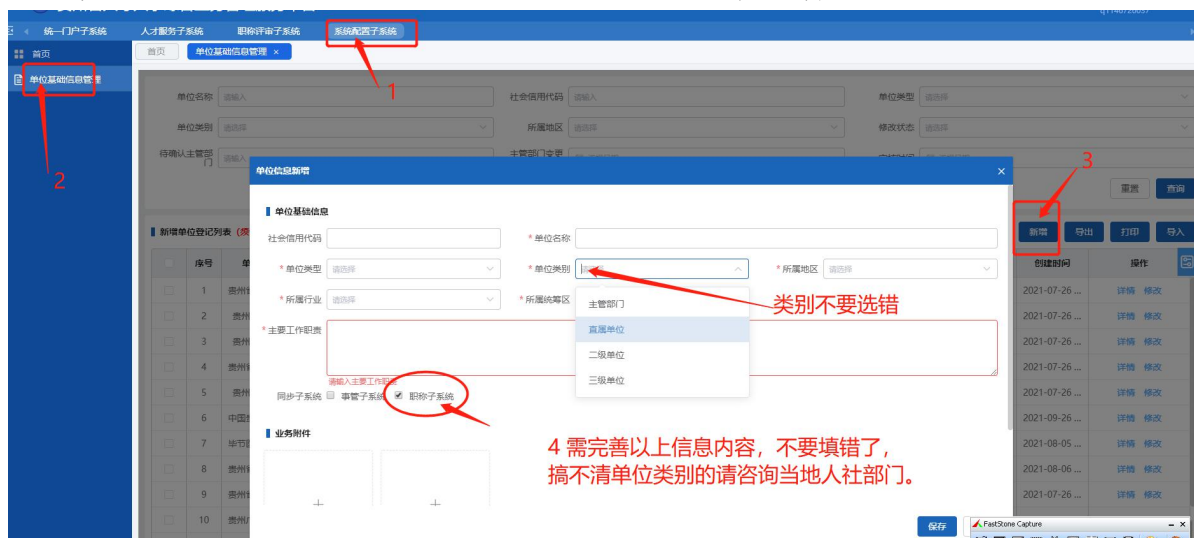 统一门户子系统 人才服务子系统 职称评审子系统 系统配置子系统
首页 首页 单位基础信息管理 ×
单位基础信息管理
1
2
单位名称 请输入 社会信用代码 请输入 单位类型 请选择
单位类别 请选择 所属地区 请选择 修改状态 请选择
待确认主管部门 请输入 主管部门变更
3
重置 查询
单位信息新增 ×
单位基础信息
新增单位登记列表 新增 导出 打印 导入
社会信用代码 * 单位名称
序号 创建时间 操作
* 单位类型 请选择 * 单位类别 * 所属地区 请选择
1 2021-07-26 ... 详情 修改
* 所属行业 请选择 * 所属统筹区 主管部门
类别不要选错
2 2021-07-26 ... 详情 修改
* 主要工作职责 直属单位
3 2021-07-26 ... 详情 修改
二级单位
4 2021-07-26 ... 详情 修改
三级单位
请输入主要工作职责
同步子系统 事管子系统 职称子系统
5 2021-07-26 ... 详情 修改
6 2021-09-26 ... 详情 修改
业务附件
4 需完善以上信息内容，不要填错了，
搞不清单位类别的请咨询当地人社部门。
7 2021-08-05 ... 详情 修改
8 2021-08-06 ... 详情 修改
9 2021-07-26 ... 详情 修改
+ +
10
保存
FastStone Capture